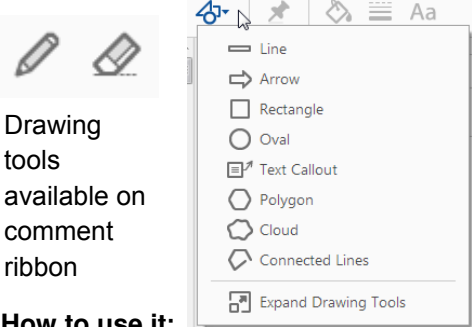 Aa
Line
Arrow
Rectangle
Oval
Text Callout
Polygon
Cloud
Connected Lines
Expand Drawing Tools
Drawing
tools
available on
comment
ribbon
How to use it: